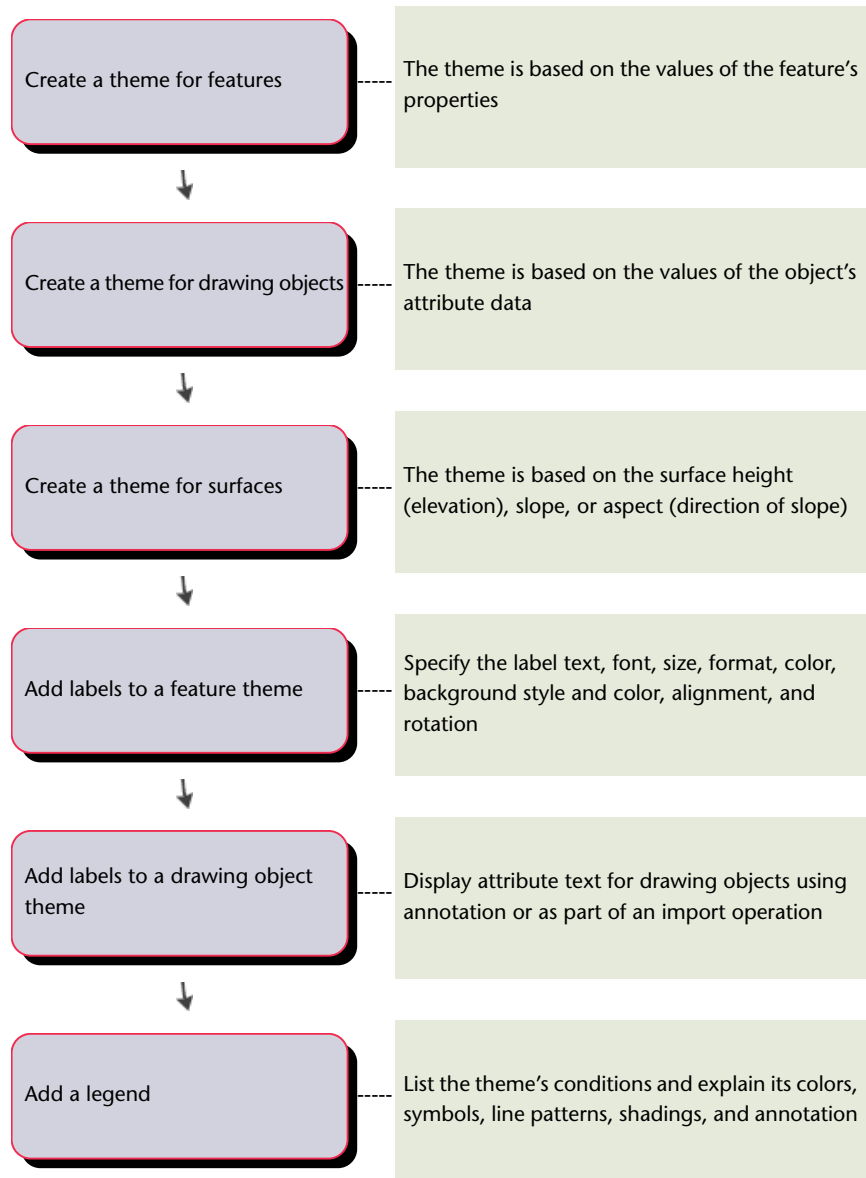 Create a theme for features
The theme is based on the values of the feature’s
properties
Create a theme for drawing objects
The theme is based on the values of the object’s
attribute data
Create a theme for surfaces
The theme is based on the surface height
(elevation), slope, or aspect (direction of slope)
Add labels to a feature theme
Specify the label text, font, size, format, color,
background style and color, alignment, and
rotation
Add labels to a drawing object
theme
Display attribute text for drawing objects using
annotation or as part of an import operation
Add a legend
List the theme’s conditions and explain its colors,
symbols, line patterns, shadings, and annotation